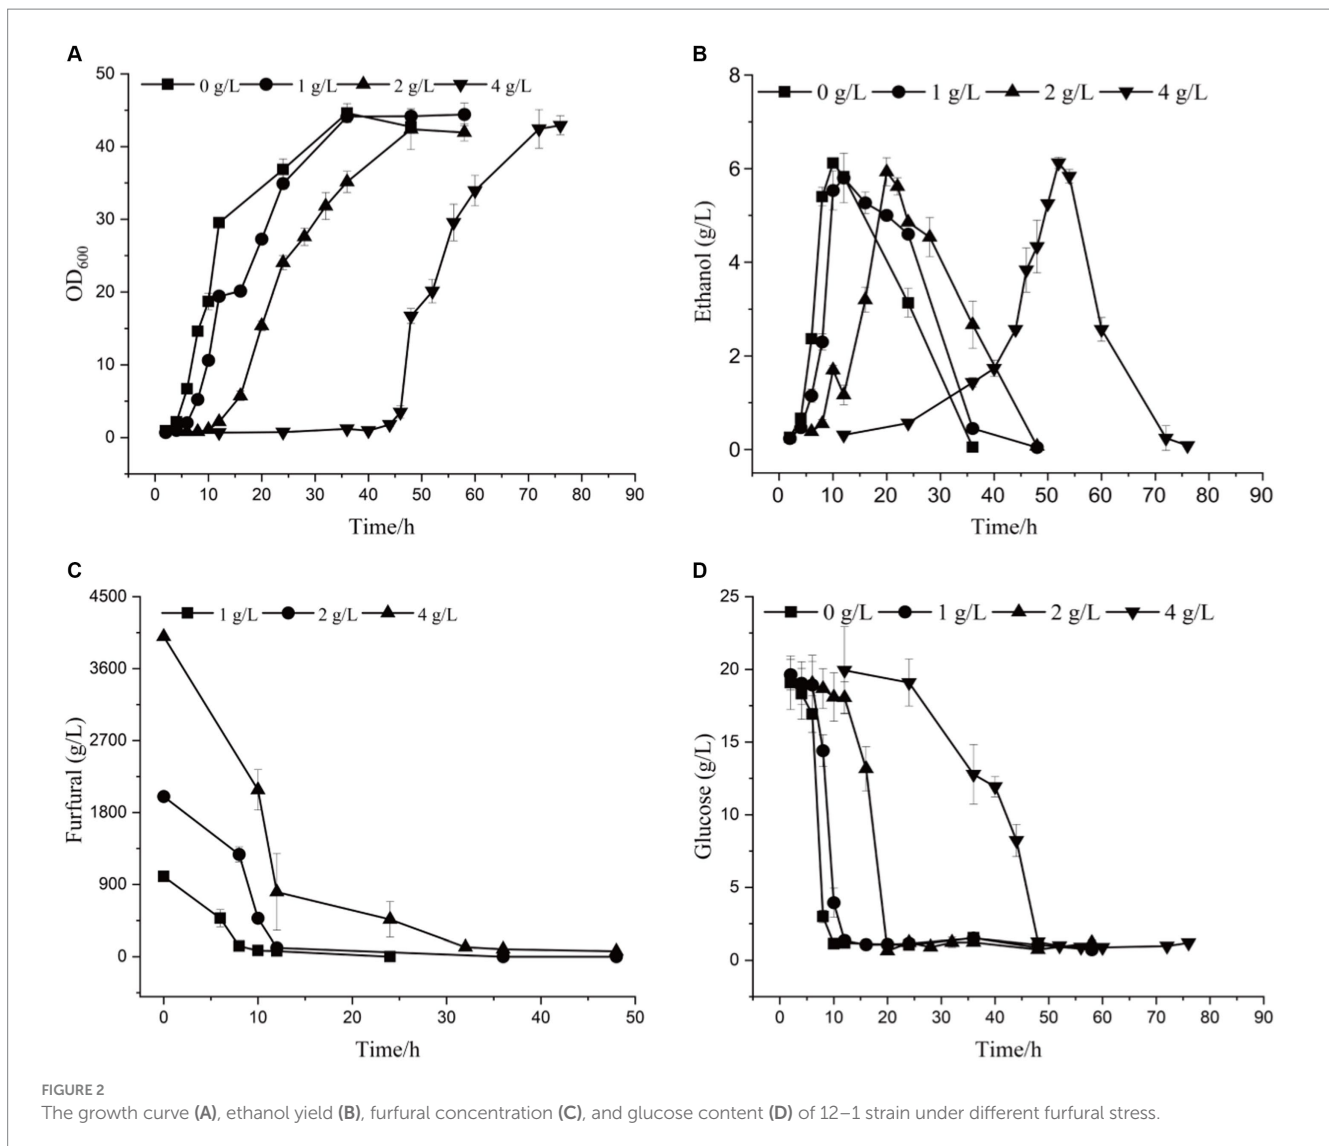 A
50
40
30
20
10
0
OD600
0 g/L 1 g/L 2 g/L 4 g/L
0 10 20 30 40 50 60 70 80 90
Time/h
B
8
6
4
2
0
Ethanol (g/L)
0 g/L 1 g/L 2 g/L 4 g/L
0 10 20 30 40 50 60 70 80 90
Time/h
C
4500
3600
2700
1800
900
0
Furfural (g/L)
1 g/L 2 g/L 4 g/L
0 10 20 30 40 50
Time/h
D
25
20
15
10
5
0
Glucose (g/L)
0 g/L 1 g/L 2 g/L 4 g/L
0 10 20 30 40 50 60 70 80 90
Time/h
FIGURE 2
The growth curve (A), ethanol yield (B), furfural concentration (C), and glucose content (D) of 12–1 strain under different furfural stress.